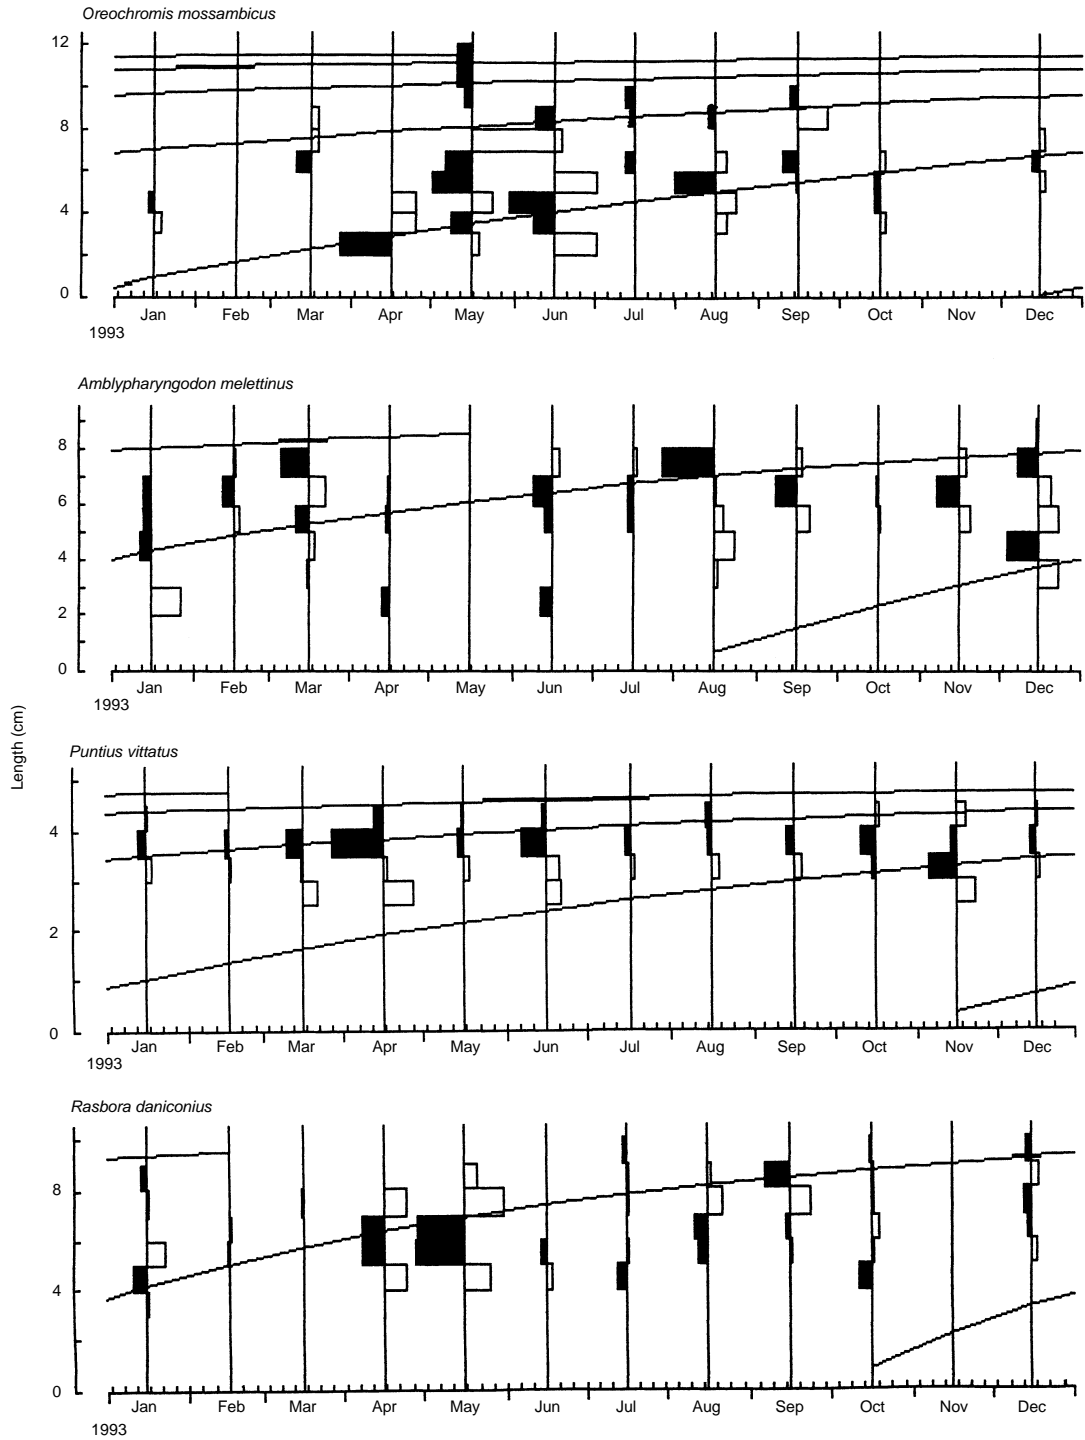 Oreochromis mossambicus
12
8
4
0
Jan Feb Mar Apr May Jun Jul Aug Sep Oct Nov Dec
1993
Amblypharyngodon melettinus
8
6
4
2
0
Jan Feb Mar Apr May Jun Jul Aug Sep Oct Nov Dec
1993
Length (cm)
Puntius vittatus
4
2
0
Jan Feb Mar Apr May Jun Jul Aug Sep Oct Nov Dec
1993
Rasbora daniconius
8
4
0
Jan Feb Mar Apr May Jun Jul Aug Sep Oct Nov Dec
1993